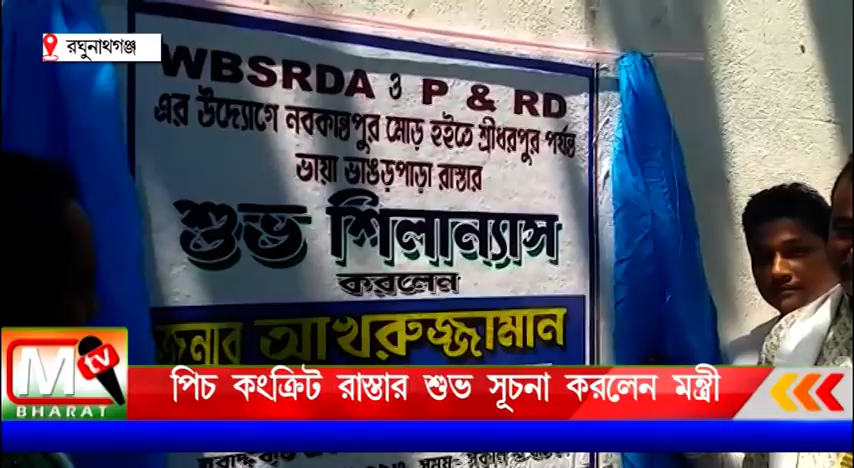 রঘুনাথগঞ্জ
WBSRDA ও P & RD
এর উদ্যোগে নবকান্তপুর মোড় হইতে শ্রীধরপুর পর্যন্ত
ভায়া ভাঙড়পাড়া রাস্তার
শুভ শিলান্যাস
করলেন
জনাব আখরুজ্জামান
M tv
BHARAT
পিচ কংক্রিট রাস্তার শুভ সূচনা করলেন মন্ত্রী